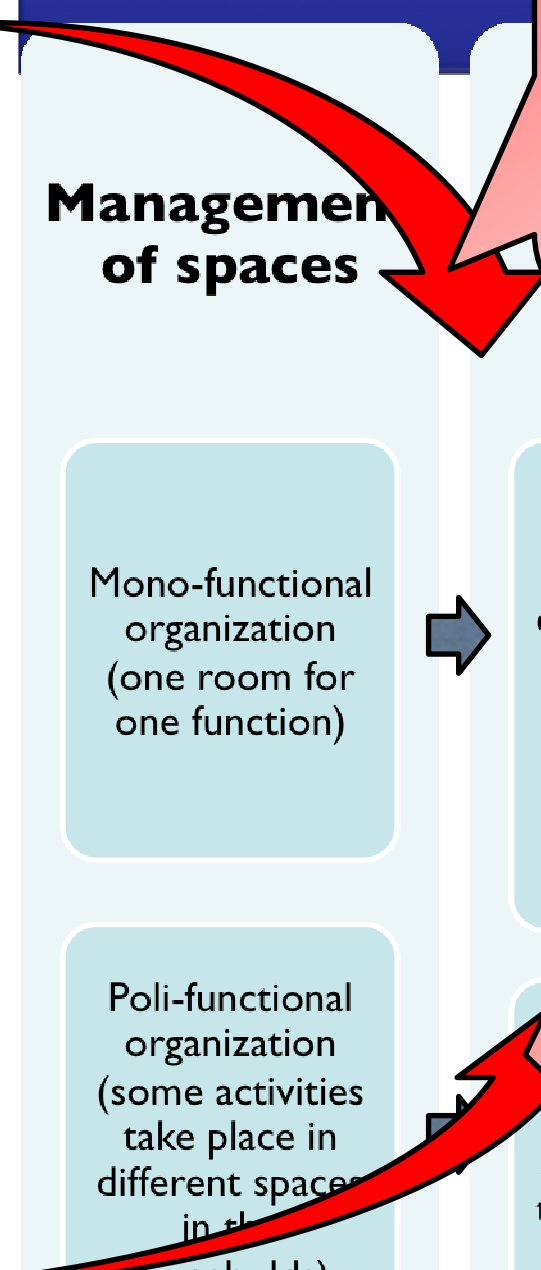 Managemen
of spaces
Mono-functional
organization
(one room for
one function)
Poli-functional
organization
(some activities
take place in
different spaces
in